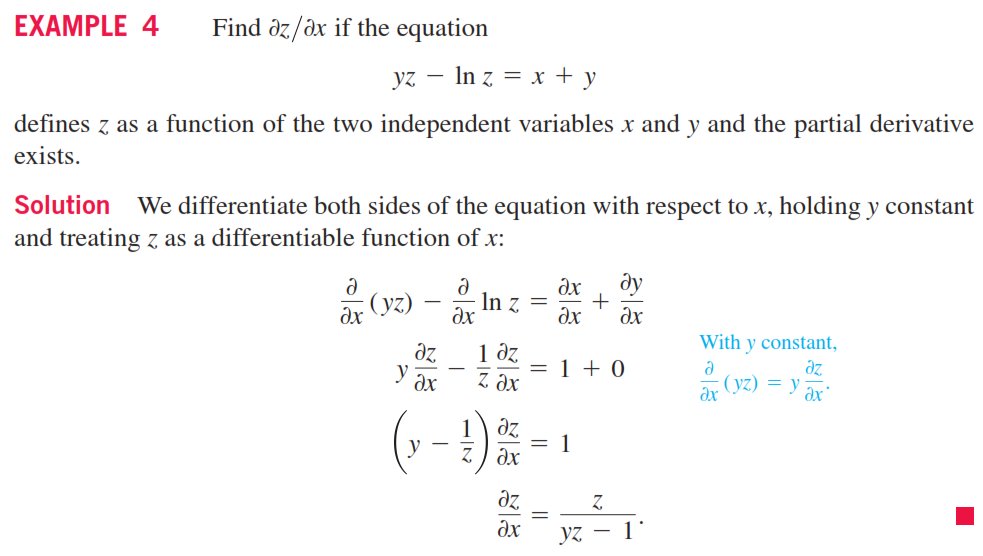 EXAMPLE 4 Find ∂z/∂x if the equation
yz − ln z = x + y
defines z as a function of the two independent variables x and y and the partial derivative
exists.
Solution We differentiate both sides of the equation with respect to x, holding y constant
and treating z as a differentiable function of x:
∂/∂x (yz) − ∂/∂x ln z = ∂x/∂x + ∂y/∂x
y ∂z/∂x − 1/z ∂z/∂x = 1 + 0
With y constant,
∂/∂x (yz) = y ∂z/∂x.
(y − 1/z) ∂z/∂x = 1
∂z/∂x = z/(yz − 1).